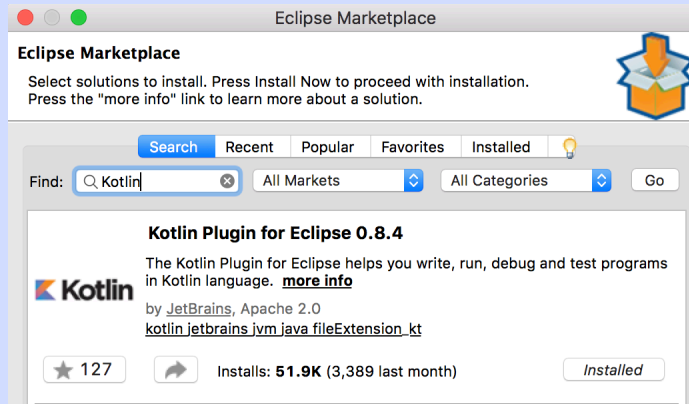 Eclipse Marketplace
Eclipse Marketplace
Select solutions to install. Press Install Now to proceed with installation.
Press the "more info" link to learn more about a solution.
Search Recent Popular Favorites Installed
Find: Kotlin All Markets All Categories Go
Kotlin Plugin for Eclipse 0.8.4
The Kotlin Plugin for Eclipse helps you write, run, debug and test programs
in Kotlin language. more info
Kotlin
by JetBrains, Apache 2.0
kotlin jetbrains jvm java fileExtension_kt
127 Installs: 51.9K (3,389 last month) Installed